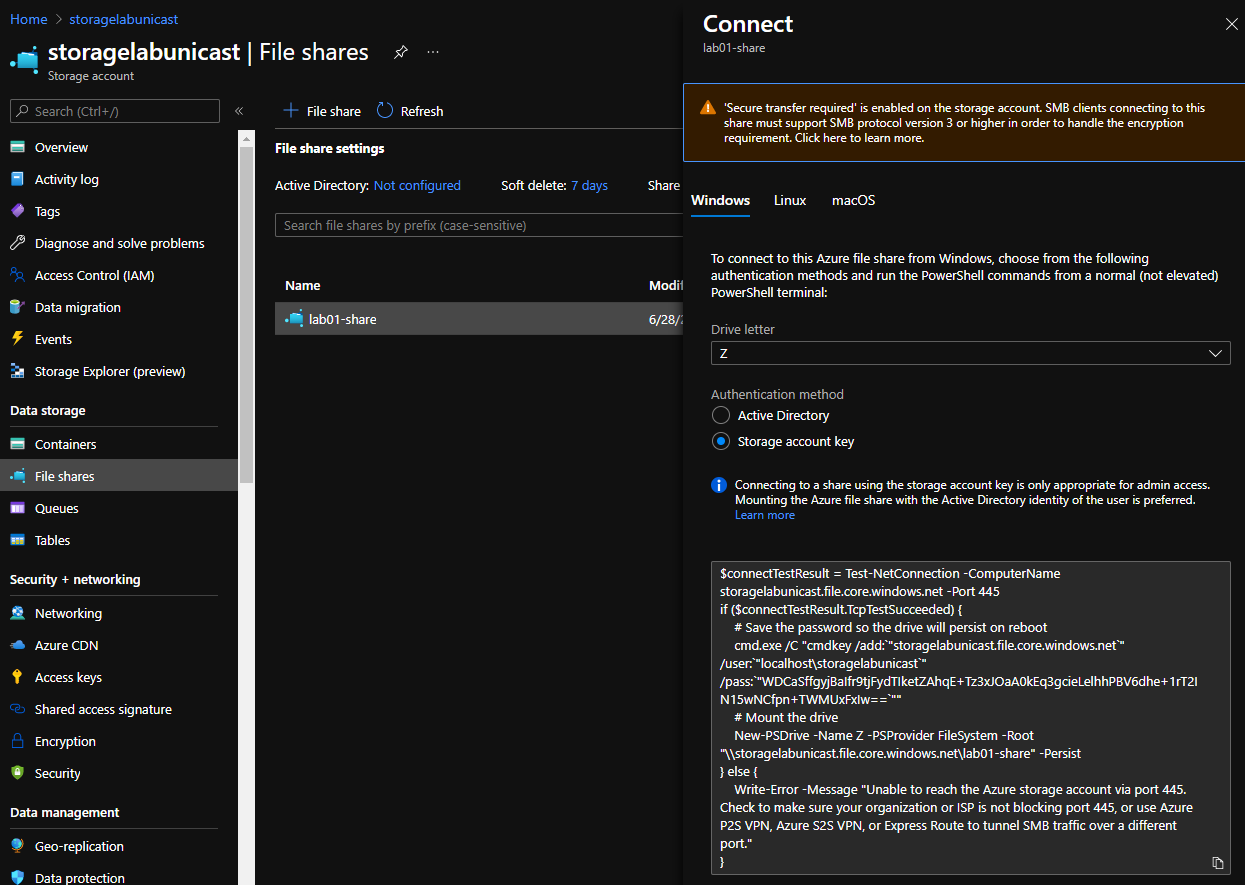 Home > storagelabunicast
storagelabunicast | File shares
Storage account
Search (Ctrl+/)
«
Overview
Activity log
Tags
Diagnose and solve problems
Access Control (IAM)
Data migration
Events
Storage Explorer (preview)
Data storage
Containers
File shares
Queues
Tables
Security + networking
Networking
Azure CDN
Access keys
Shared access signature
Encryption
Security
Data management
Geo-replication
Data protection
+ File share Refresh
File share settings
Active Directory: Not configured Soft delete: 7 days Share
Search file shares by prefix (case-sensitive)
Name Modif
lab01-share 6/28/2
Connect
lab01-share
'Secure transfer required' is enabled on the storage account. SMB clients connecting to this
share must support SMB protocol version 3 or higher in order to handle the encryption
requirement. Click here to learn more.
Windows Linux macOS
To connect to this Azure file share from Windows, choose from the following
authentication methods and run the PowerShell commands from a normal (not elevated)
PowerShell terminal:
Drive letter
Z
Authentication method
Active Directory
Storage account key
Connecting to a share using the storage account key is only appropriate for admin access.
Mounting the Azure file share with the Active Directory identity of the user is preferred.
Learn more
$connectTestResult = Test-NetConnection -ComputerName
storagelabunicast.file.core.windows.net -Port 445
if ($connectTestResult.TcpTestSucceeded) {
# Save the password so the drive will persist on reboot
cmd.exe /C "cmdkey /add:`"storagelabunicast.file.core.windows.net`"
/user:`"localhost\storagelabunicast`"
/pass:`"
`""
# Mount the drive
New-PSDrive -Name Z -PSProvider FileSystem -Root
"\\storagelabunicast.file.core.windows.net\lab01-share" -Persist
} else {
Write-Error -Message "Unable to reach the Azure storage account via port 445.
Check to make sure your organization or ISP is not blocking port 445, or use Azure
P2S VPN, Azure S2S VPN, or Express Route to tunnel SMB traffic over a different
port."
}